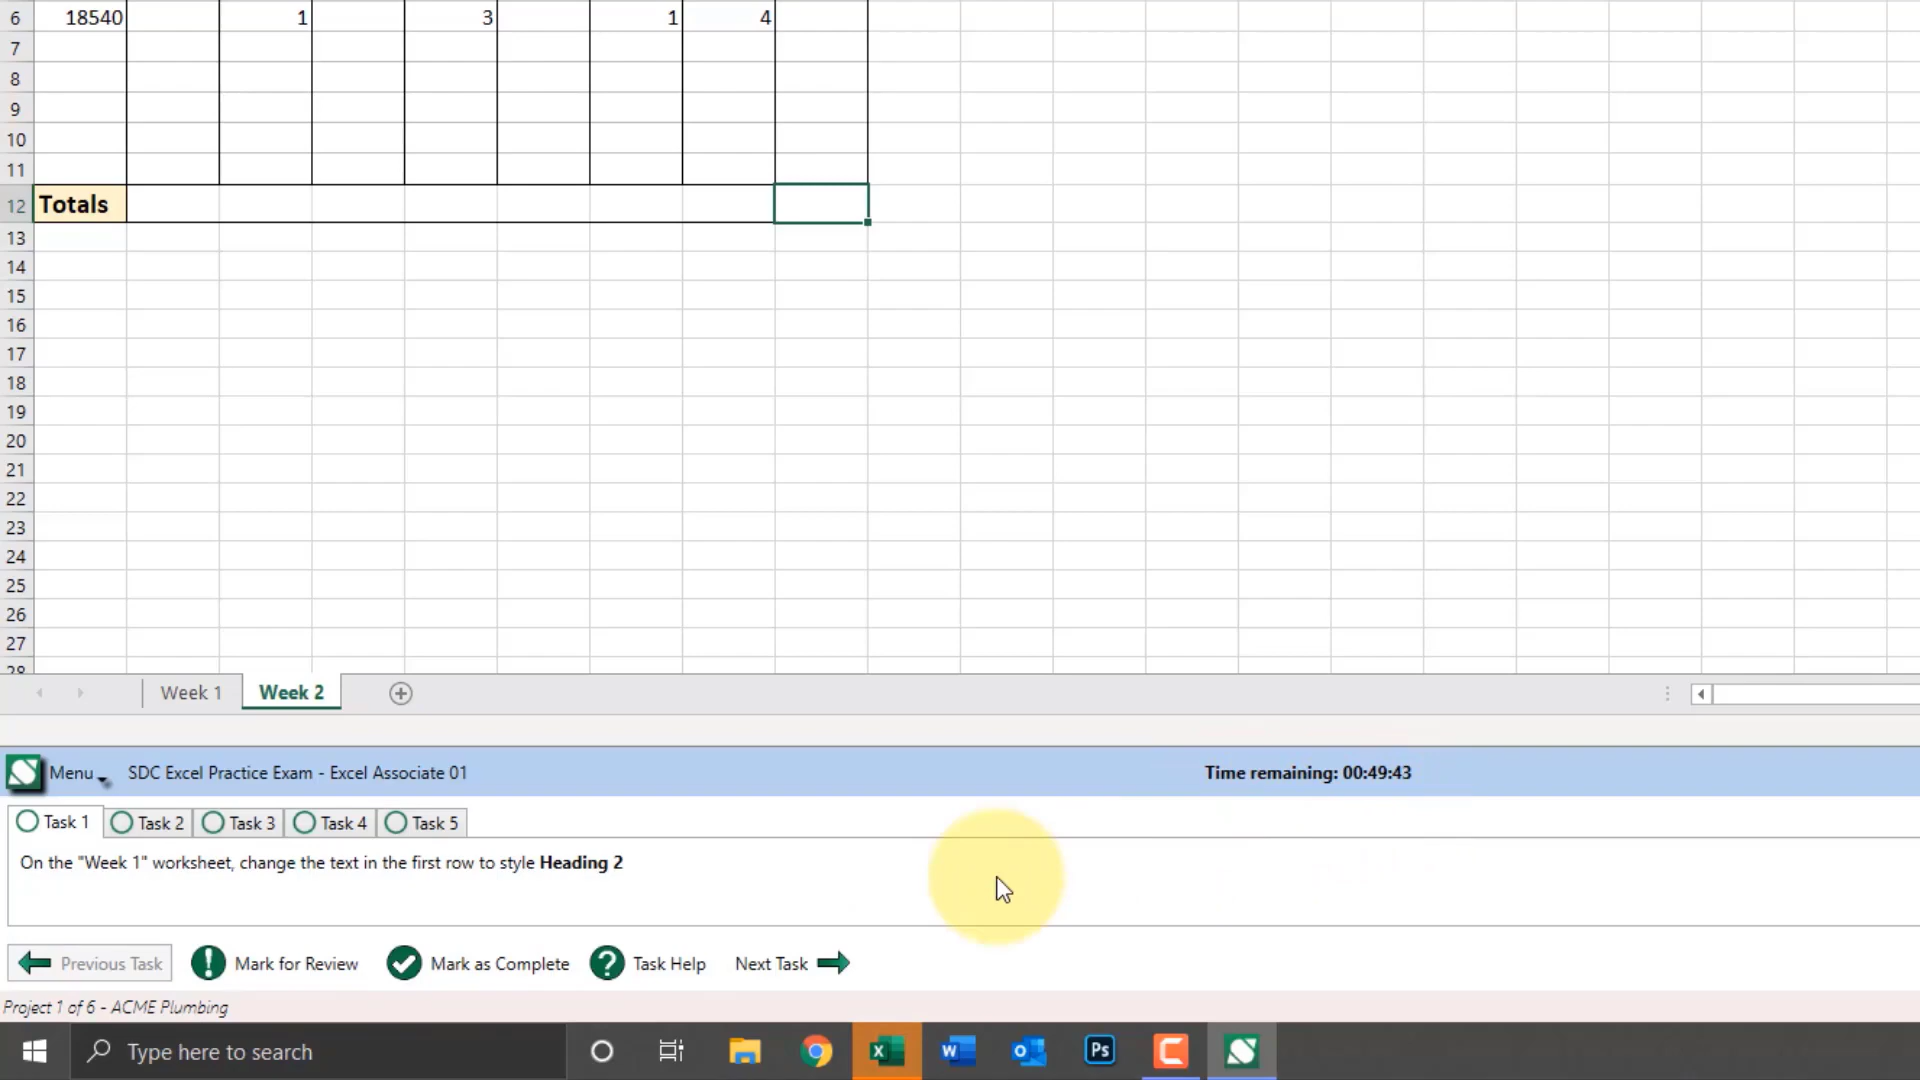 6 18540 1 3 1 4
7
8
9
10
11
12 Totals
13
14
15
16
17
18
19
20
21
22
23
24
25
26
27
28
Week 1 Week 2
Menu SDC Excel Practice Exam - Excel Associate 01 Time remaining: 00:49:43
Task 1 Task 2 Task 3 Task 4 Task 5
On the "Week 1" worksheet, change the text in the first row to style Heading 2
Previous Task Mark for Review Mark as Complete Task Help Next Task
Project 1 of 6 - ACME Plumbing
Type here to search